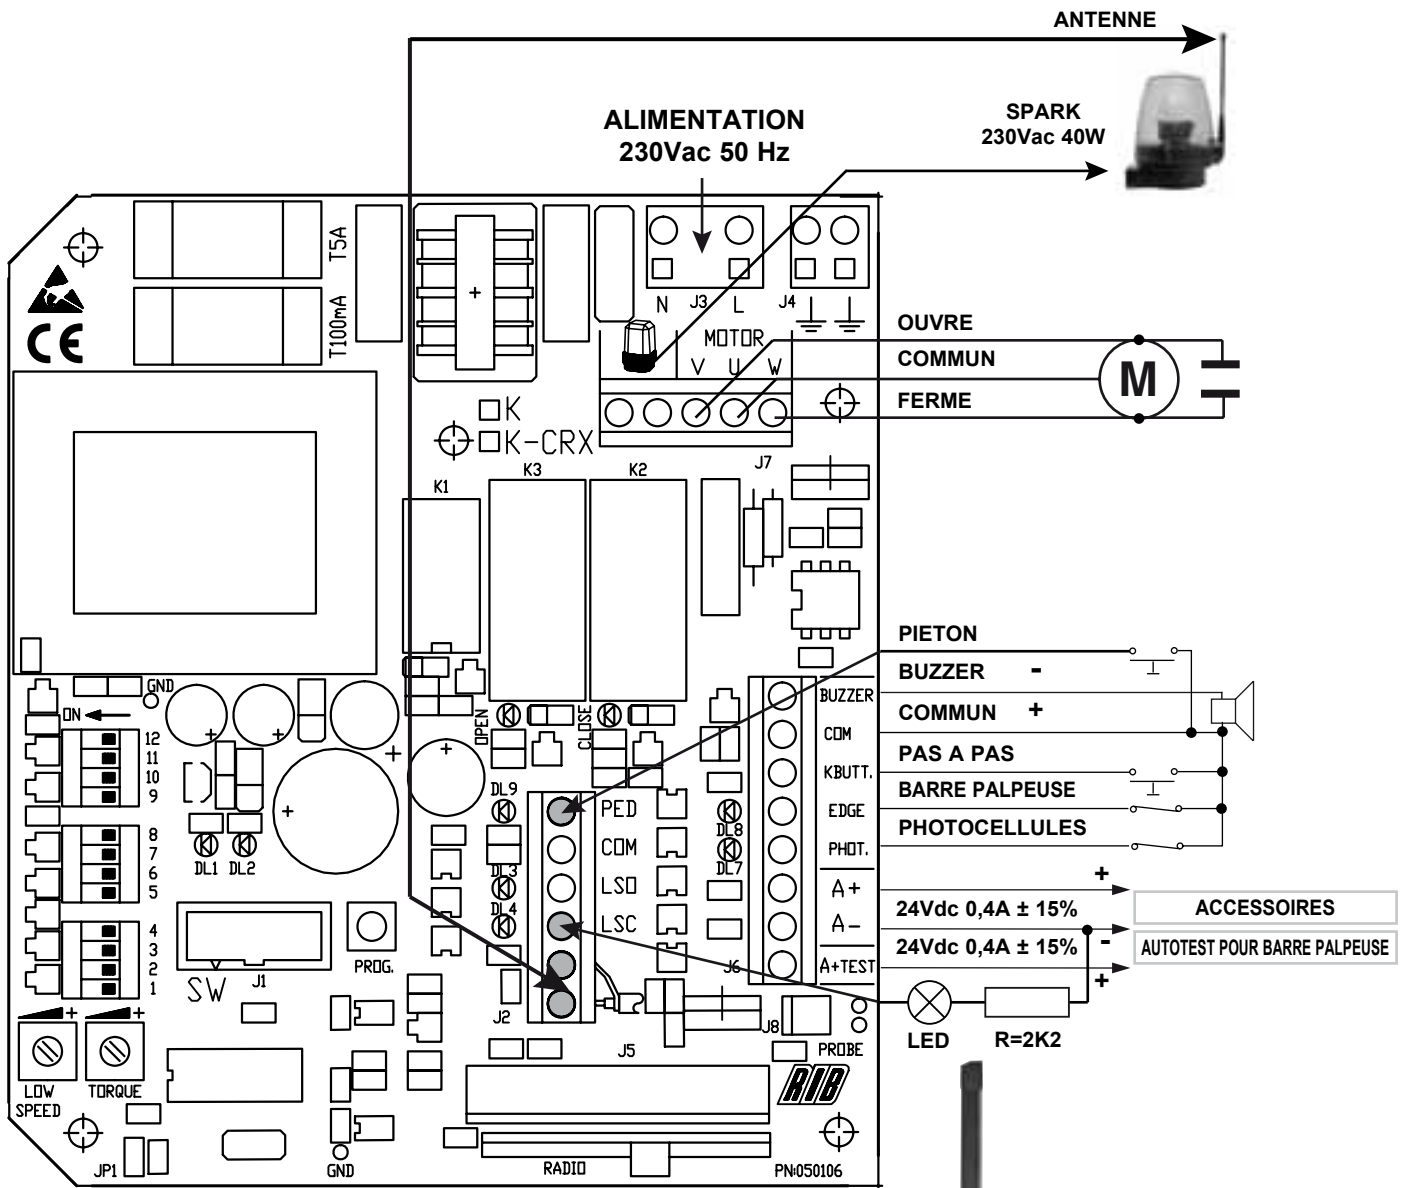 ANTENNE
SPARK
230Vac 40W
ALIMENTATION
230Vac 50 Hz
T5A
T100mA
CE
N J3 L J4
MOTOR
V U W
OUVRE
COMMUN
FERME
M
K
K-CRX
J7
K1
K3
K2
PIETON
BUZZER -
COMMUN +
PAS A PAS
BARRE PALPEUSE
PHOTOCELLULES
GND
ON
12
11
10
9
8
7
6
5
4
3
2
1
OPEN
CLOSE
BUZZER
COM
KBUTT.
EDGE
PHOT.
A+
A-
A+TEST
DL9
DL3
DL4
DL8
DL7
DL1 DL2
PED
COM
LSO
LSC
+
24Vdc 0,4A ± 15%
ACCESSOIRES
24Vdc 0,4A ± 15% -
AUTOTEST POUR BARRE PALPEUSE
+
SW
J1
PROG.
J2
J6
J5
J8
PROBE
LED
R=2K2
LOW
SPEED
TORQUE
RIB
JP1
GND
RADIO
PN:050106